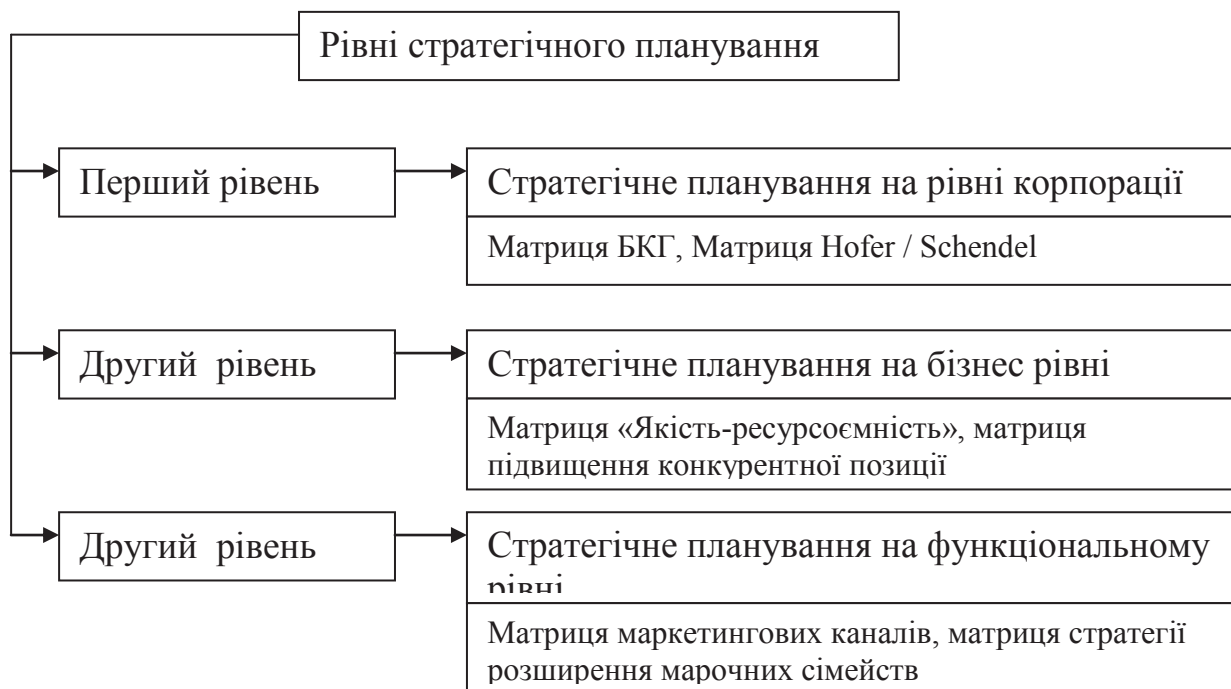 Рівні стратегічного планування
Перший рівень
Стратегічне планування на рівні корпорації
Матриця БКГ, Матриця Hofer / Schendel
Другий рівень
Стратегічне планування на бізнес рівні
Матриця «Якість-ресурсоємність», матриця
підвищення конкурентної позиції
Другий рівень
Стратегічне планування на функціональному
рівні
Матриця маркетингових каналів, матриця стратегії
розширення марочних сімейств